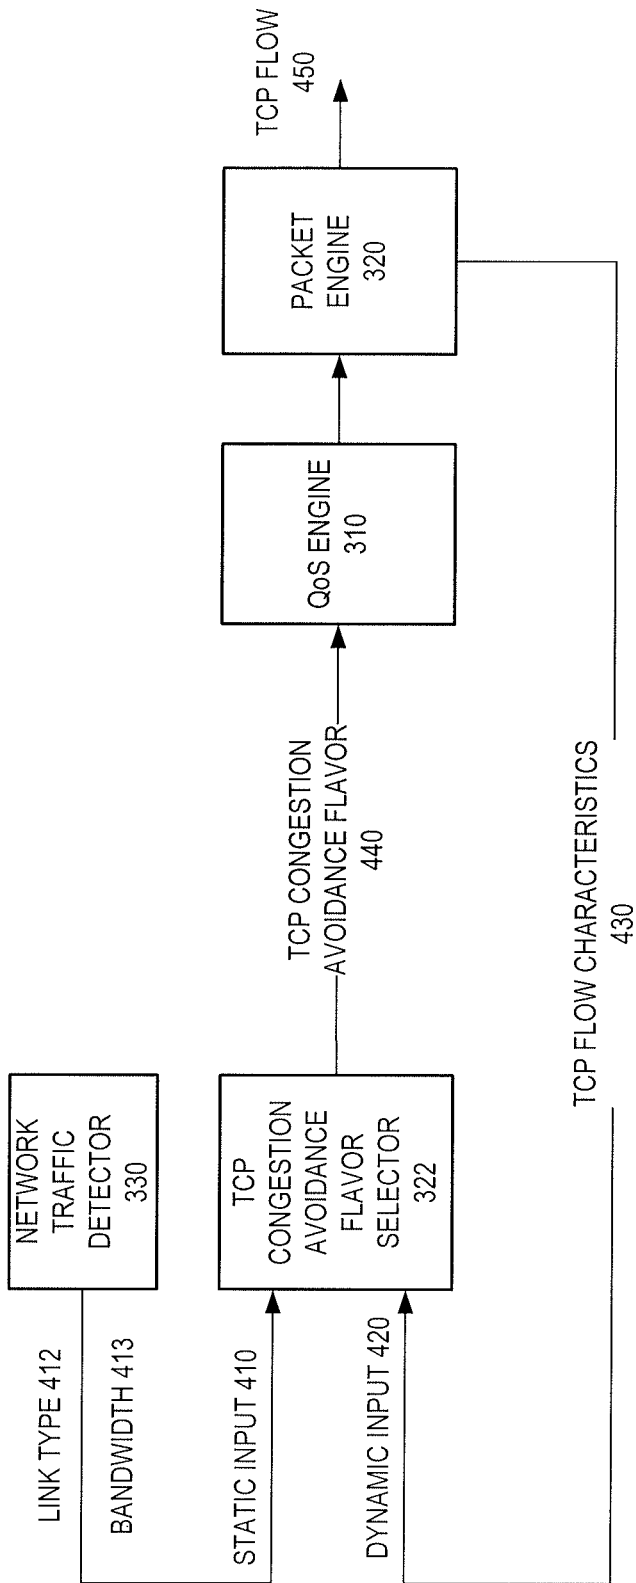 NETWORK
TRAFFIC
DETECTOR
330
LINK TYPE 412
BANDWIDTH 413
STATIC INPUT 410
DYNAMIC INPUT 420
TCP
CONGESTION
AVOIDANCE
FLAVOR
SELECTOR
322
TCP CONGESTION
AVOIDANCE FLAVOR
440
QoS ENGINE
310
PACKET
ENGINE
320
TCP FLOW
450
TCP FLOW CHARACTERISTICS
430